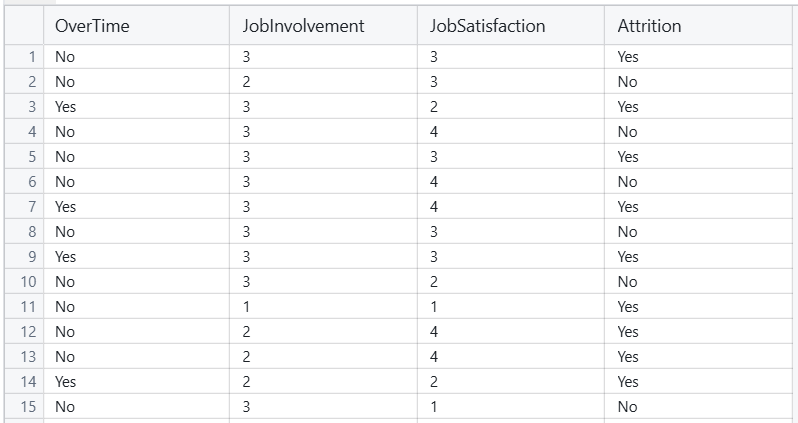 OverTime JobInvolvement JobSatisfaction Attrition
1 No 3 3 Yes
2 No 2 3 No
3 Yes 3 2 Yes
4 No 3 4 No
5 No 3 3 Yes
6 No 3 4 No
7 Yes 3 4 Yes
8 No 3 3 No
9 Yes 3 3 Yes
10 No 3 2 No
11 No 1 1 Yes
12 No 2 4 Yes
13 No 2 4 Yes
14 Yes 2 2 Yes
15 No 3 1 No